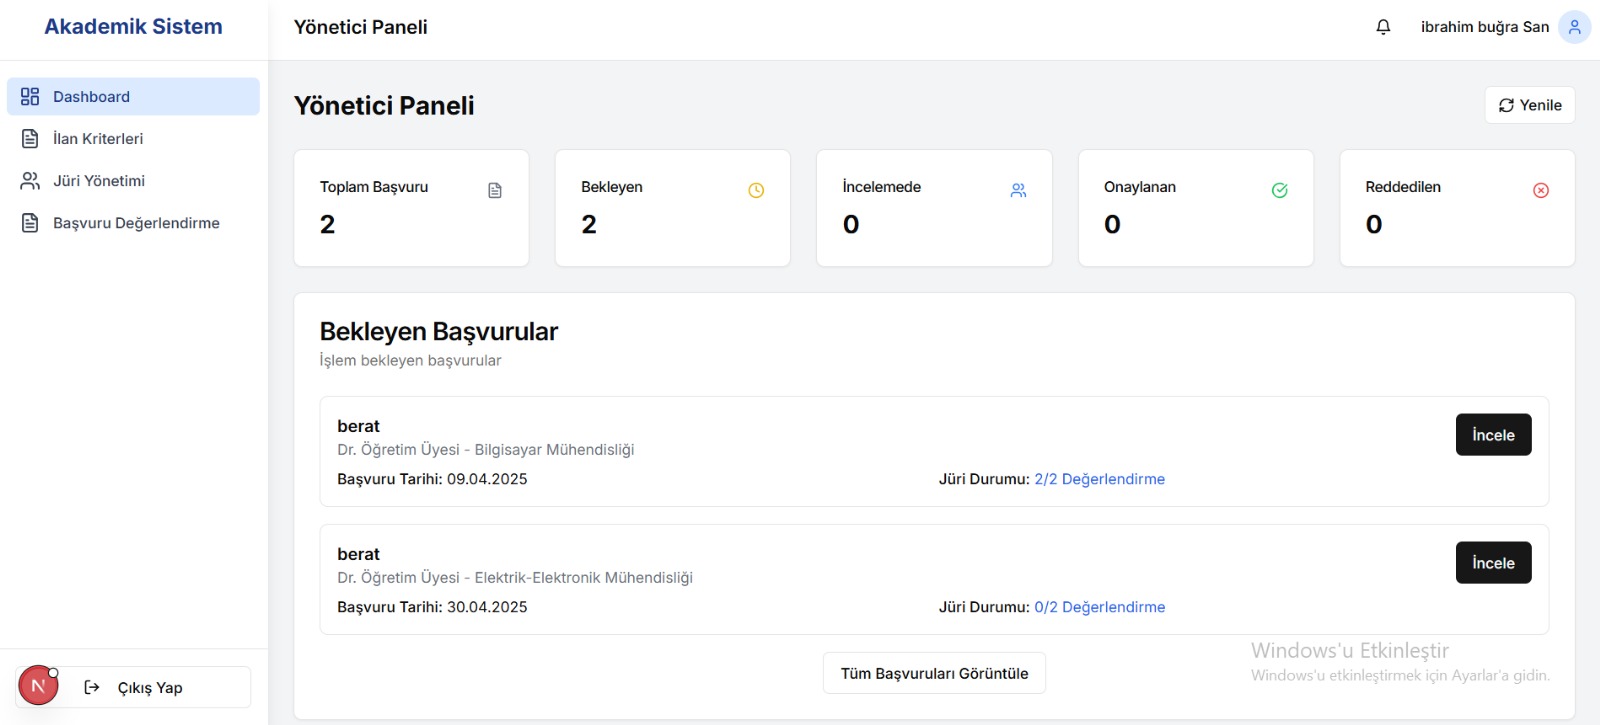 Akademik Sistem
Yönetici Paneli
ibrahim buğra San
Dashboard
İlan Kriterleri
Jüri Yönetimi
Başvuru Değerlendirme
Yönetici Paneli
Yenile
Toplam Başvuru
2
Bekleyen
2
İncelemede
0
Onaylanan
0
Reddedilen
0
Bekleyen Başvurular
İşlem bekleyen başvurular
berat
Dr. Öğretim Üyesi - Bilgisayar Mühendisliği
Başvuru Tarihi: 09.04.2025
Jüri Durumu: 2/2 Değerlendirme
İncele
berat
Dr. Öğretim Üyesi - Elektrik-Elektronik Mühendisliği
Başvuru Tarihi: 30.04.2025
Jüri Durumu: 0/2 Değerlendirme
İncele
Tüm Başvuruları Görüntüle
Windows'u Etkinleştir
Windows'u etkinleştirmek için Ayarlar'a gidin.
N
Çıkış Yap